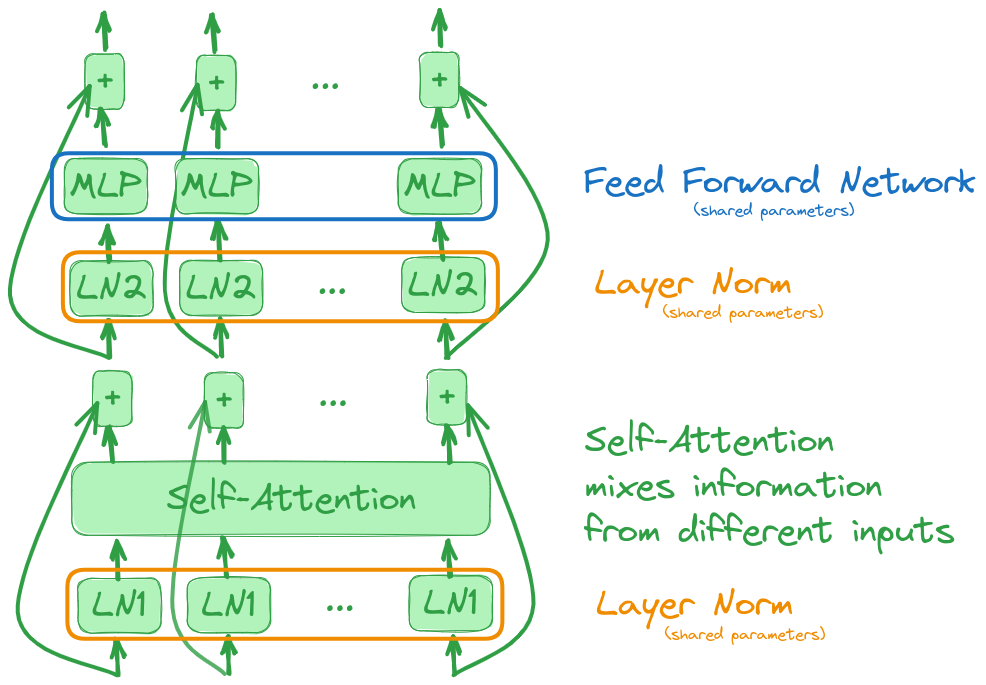 + + ... +
MLP MLP MLP
Feed Forward Network
(shared parameters)
LN2 LN2 ... LN2
Layer Norm
(shared parameters)
+ + ... +
Self-Attention
Self-Attention
mixes information
from different inputs
LN1 LN1 ... LN1
Layer Norm
(shared parameters)